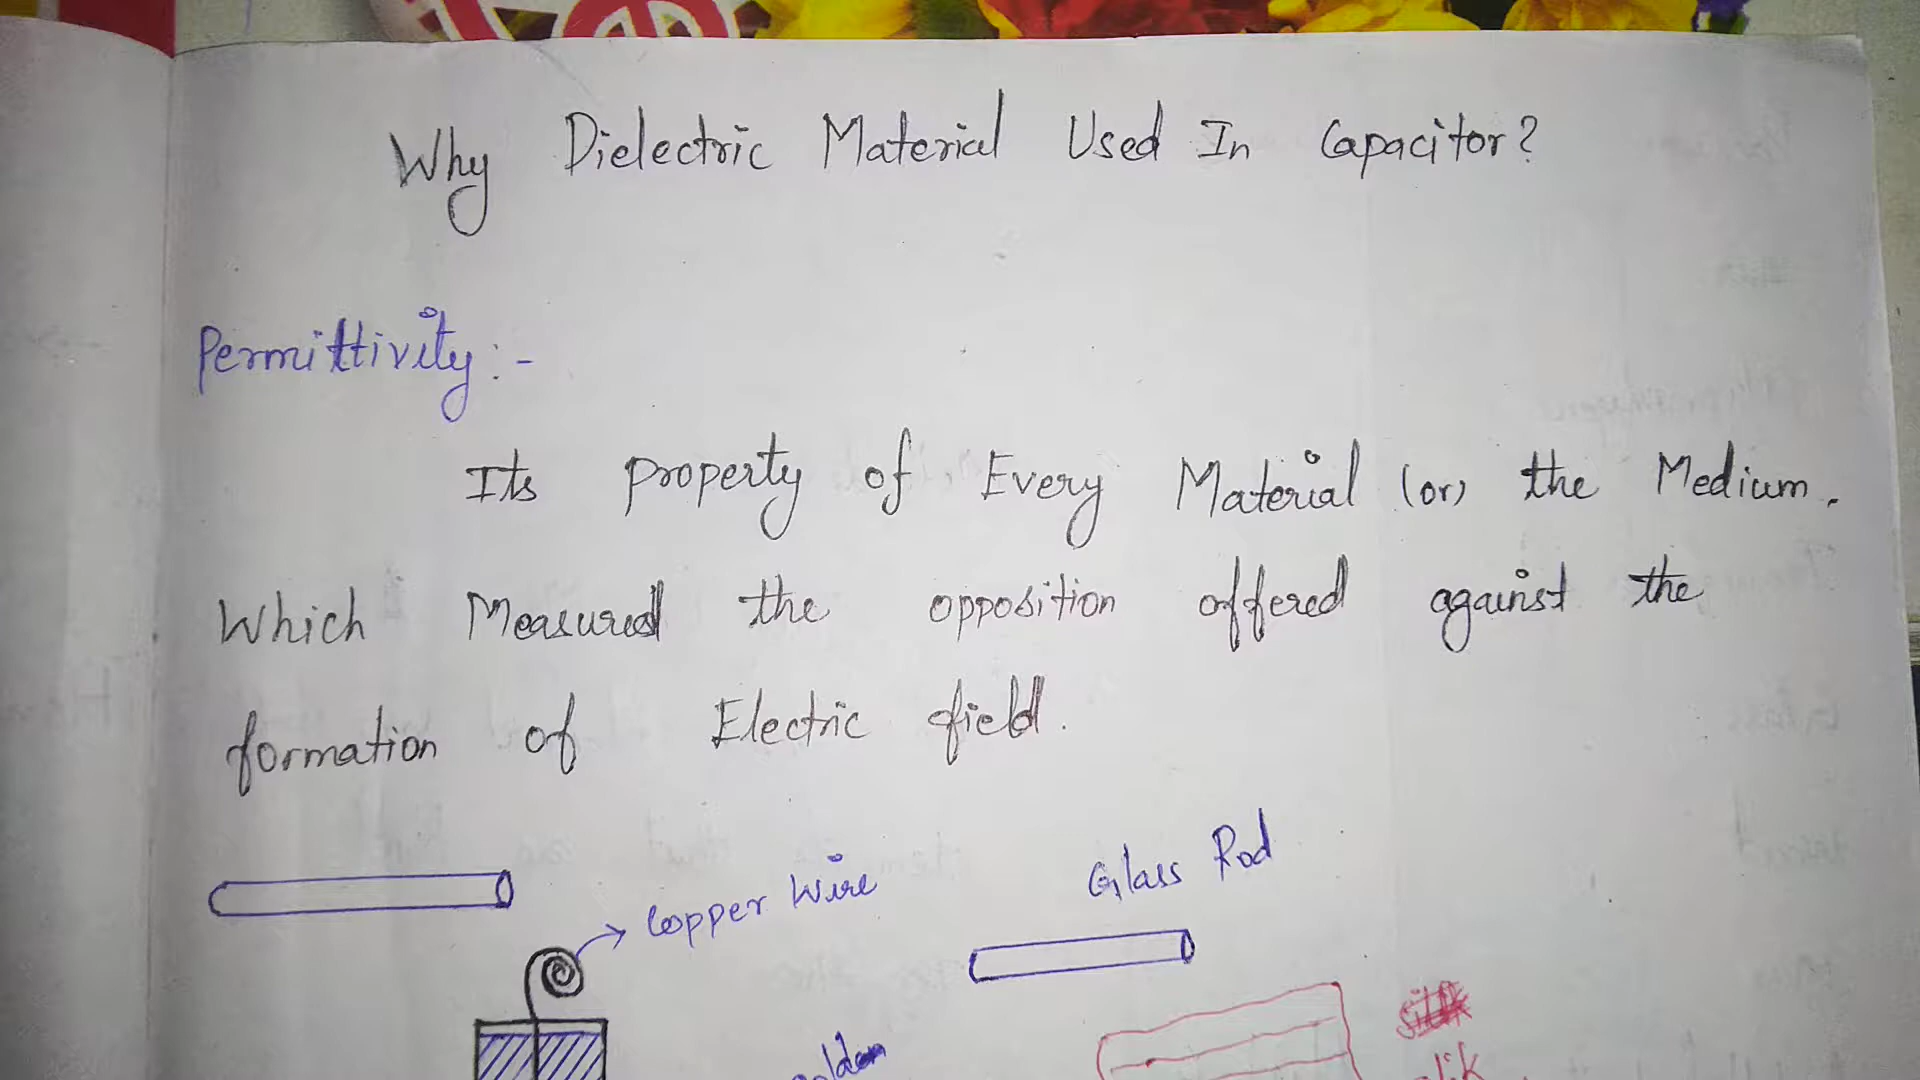 Why Dielectric Material Used In Capacitor?
Permittivity:-
Its property of Every Material (or) the Medium.
Which Measured the opposition offered against the
formation of Electric field.
Copper Wire
Glass Rod
silk